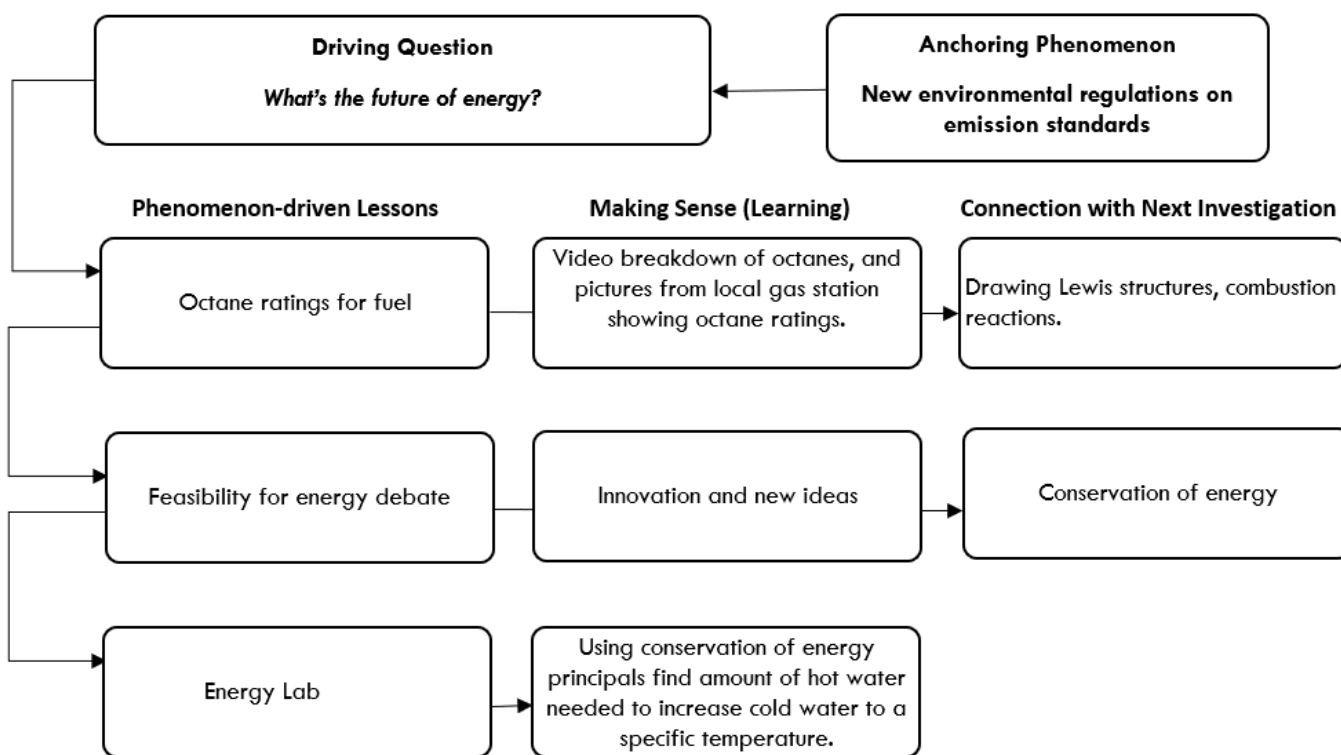 Driving Question
What's the future of energy?
Anchoring Phenomenon
New environmental regulations on
emission standards
Phenomenon-driven Lessons
Making Sense (Learning)
Connection with Next Investigation
Octane ratings for fuel
Video breakdown of octanes, and
pictures from local gas station
showing octane ratings.
Drawing Lewis structures, combustion
reactions.
Feasibility for energy debate
Innovation and new ideas
Conservation of energy
Energy Lab
Using conservation of energy
principals find amount of hot water
needed to increase cold water to a
specific temperature.